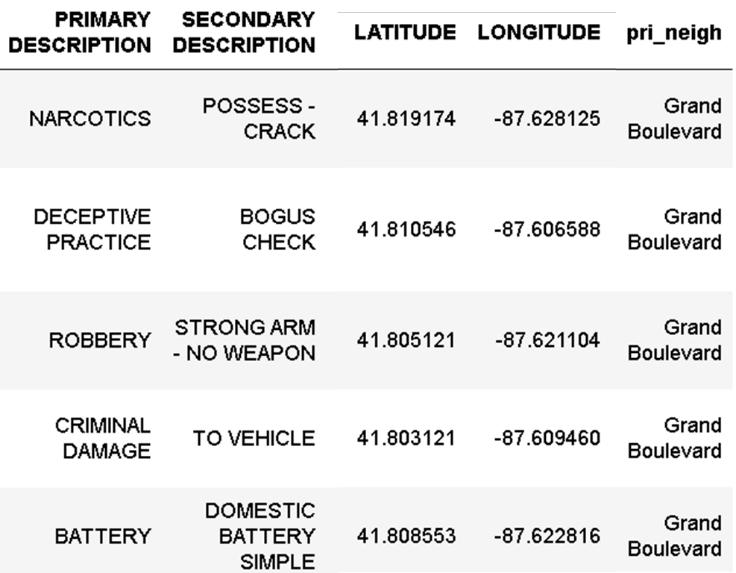 PRIMARY DESCRIPTION SECONDARY DESCRIPTION LATITUDE LONGITUDE pri_neigh
NARCOTICS POSSESS - CRACK 41.819174 -87.628125 Grand Boulevard
DECEPTIVE PRACTICE BOGUS CHECK 41.810546 -87.606588 Grand Boulevard
ROBBERY STRONG ARM - NO WEAPON 41.805121 -87.621104 Grand Boulevard
CRIMINAL DAMAGE TO VEHICLE 41.803121 -87.609460 Grand Boulevard
BATTERY DOMESTIC BATTERY SIMPLE 41.808553 -87.622816 Grand Boulevard